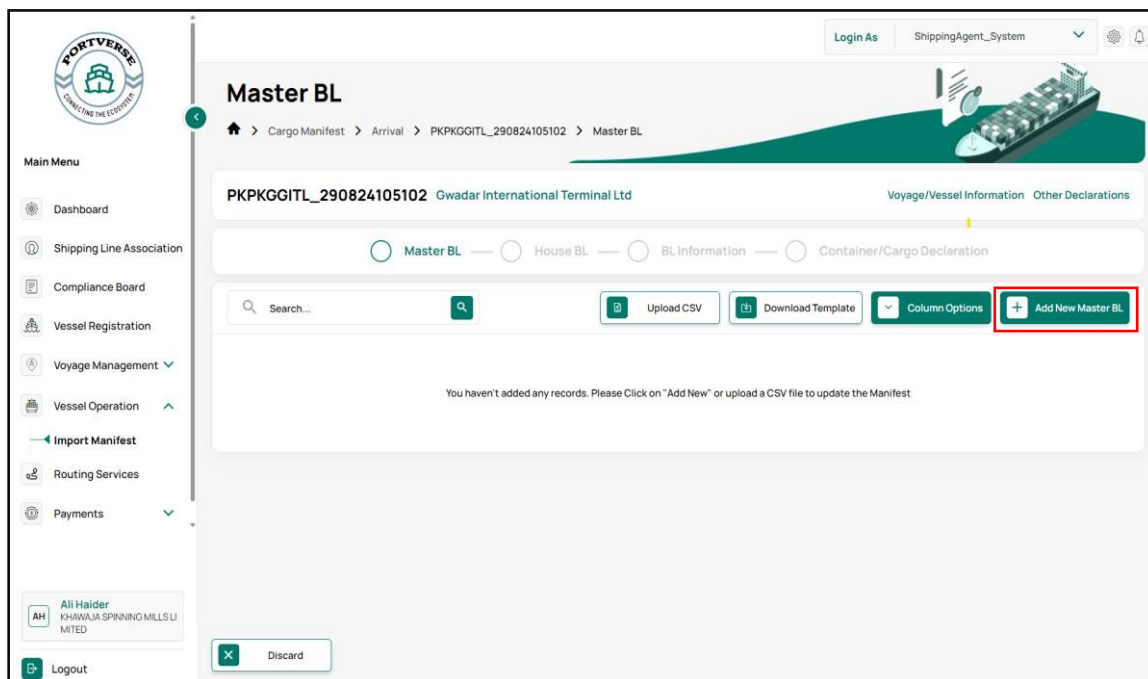 PORTVERSE
CONNECTING THE ECOSYSTEM
Login As ShippingAgent_System
Master BL
> Cargo Manifest > Arrival > PKPKGGITL_290824105102 > Master BL
Main Menu
Dashboard
Shipping Line Association
Compliance Board
Vessel Registration
Voyage Management
Vessel Operation
Import Manifest
Routing Services
Payments
AH
Ali Haider
KHAWAJA SPINNING MILLS LI
MITED
Logout
PKPKGGITL_290824105102 Gwadar International Terminal Ltd
Voyage/Vessel Information Other Declarations
Master BL House BL BL Information Container/Cargo Declaration
Search... Upload CSV Download Template Column Options + Add New Master BL
You haven't added any records. Please Click on "Add New" or upload a CSV file to update the Manifest
Discard